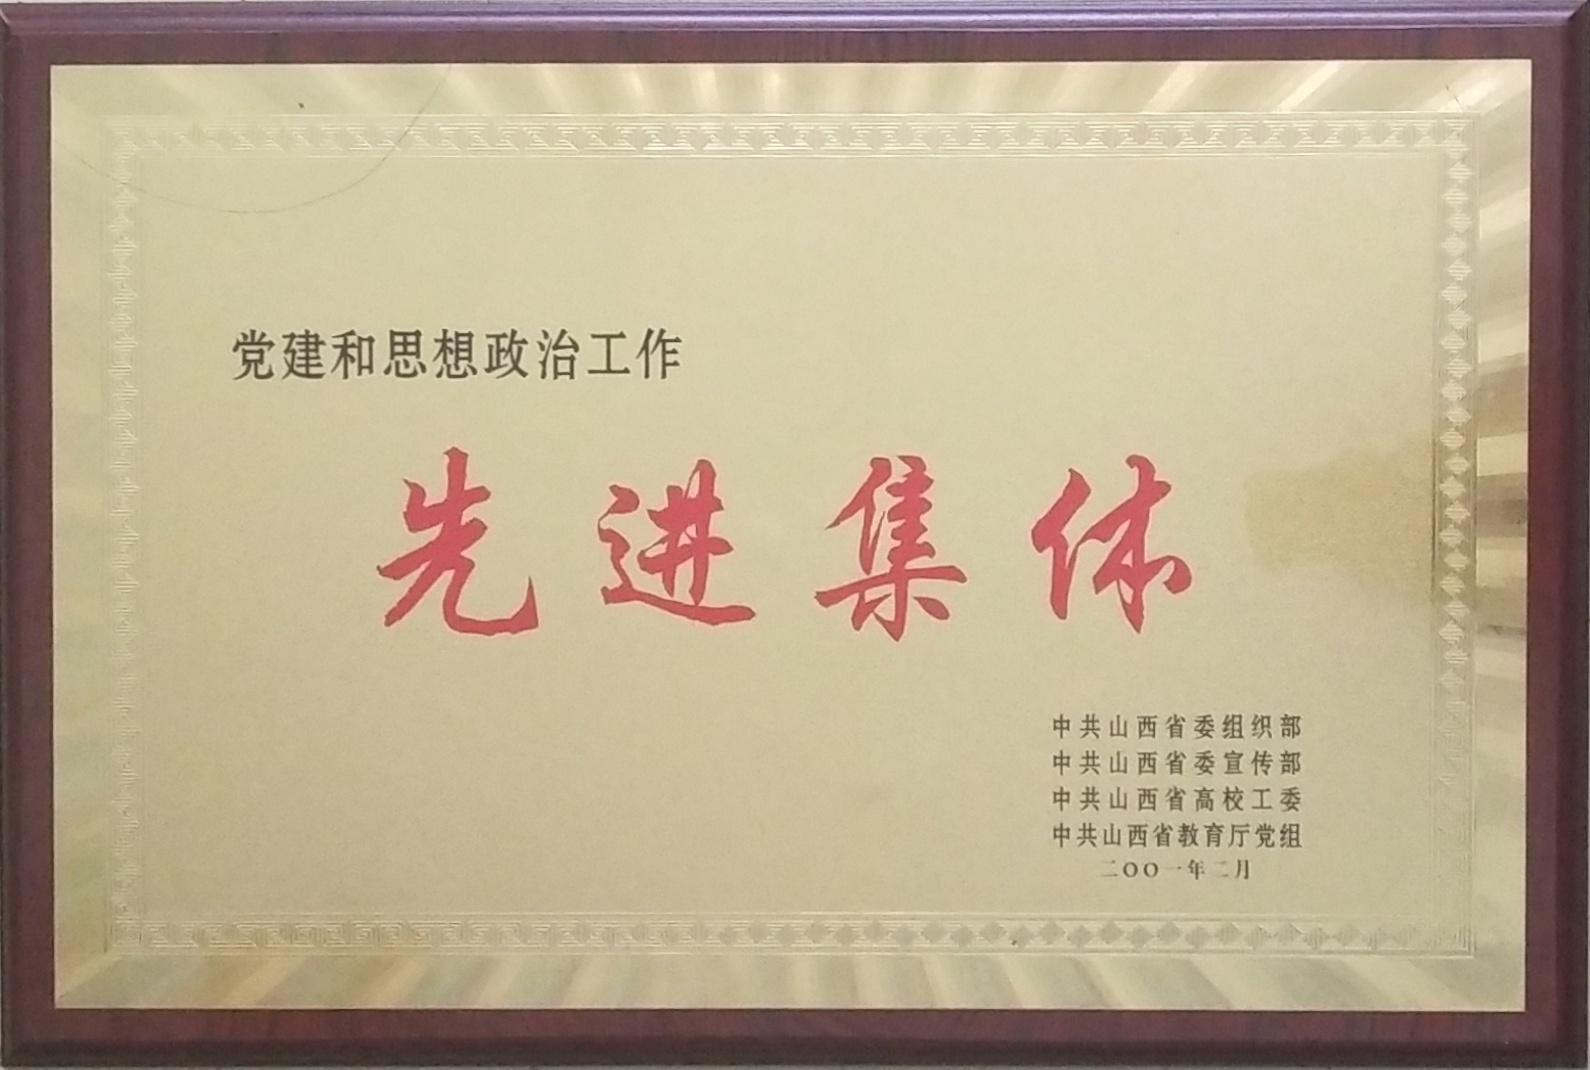 党建和思想政治工作
先进集体
中共山西省委组织部
中共山西省委宣传部
中共山西省高校工委
中共山西省教育厅党组
二〇〇一年二月